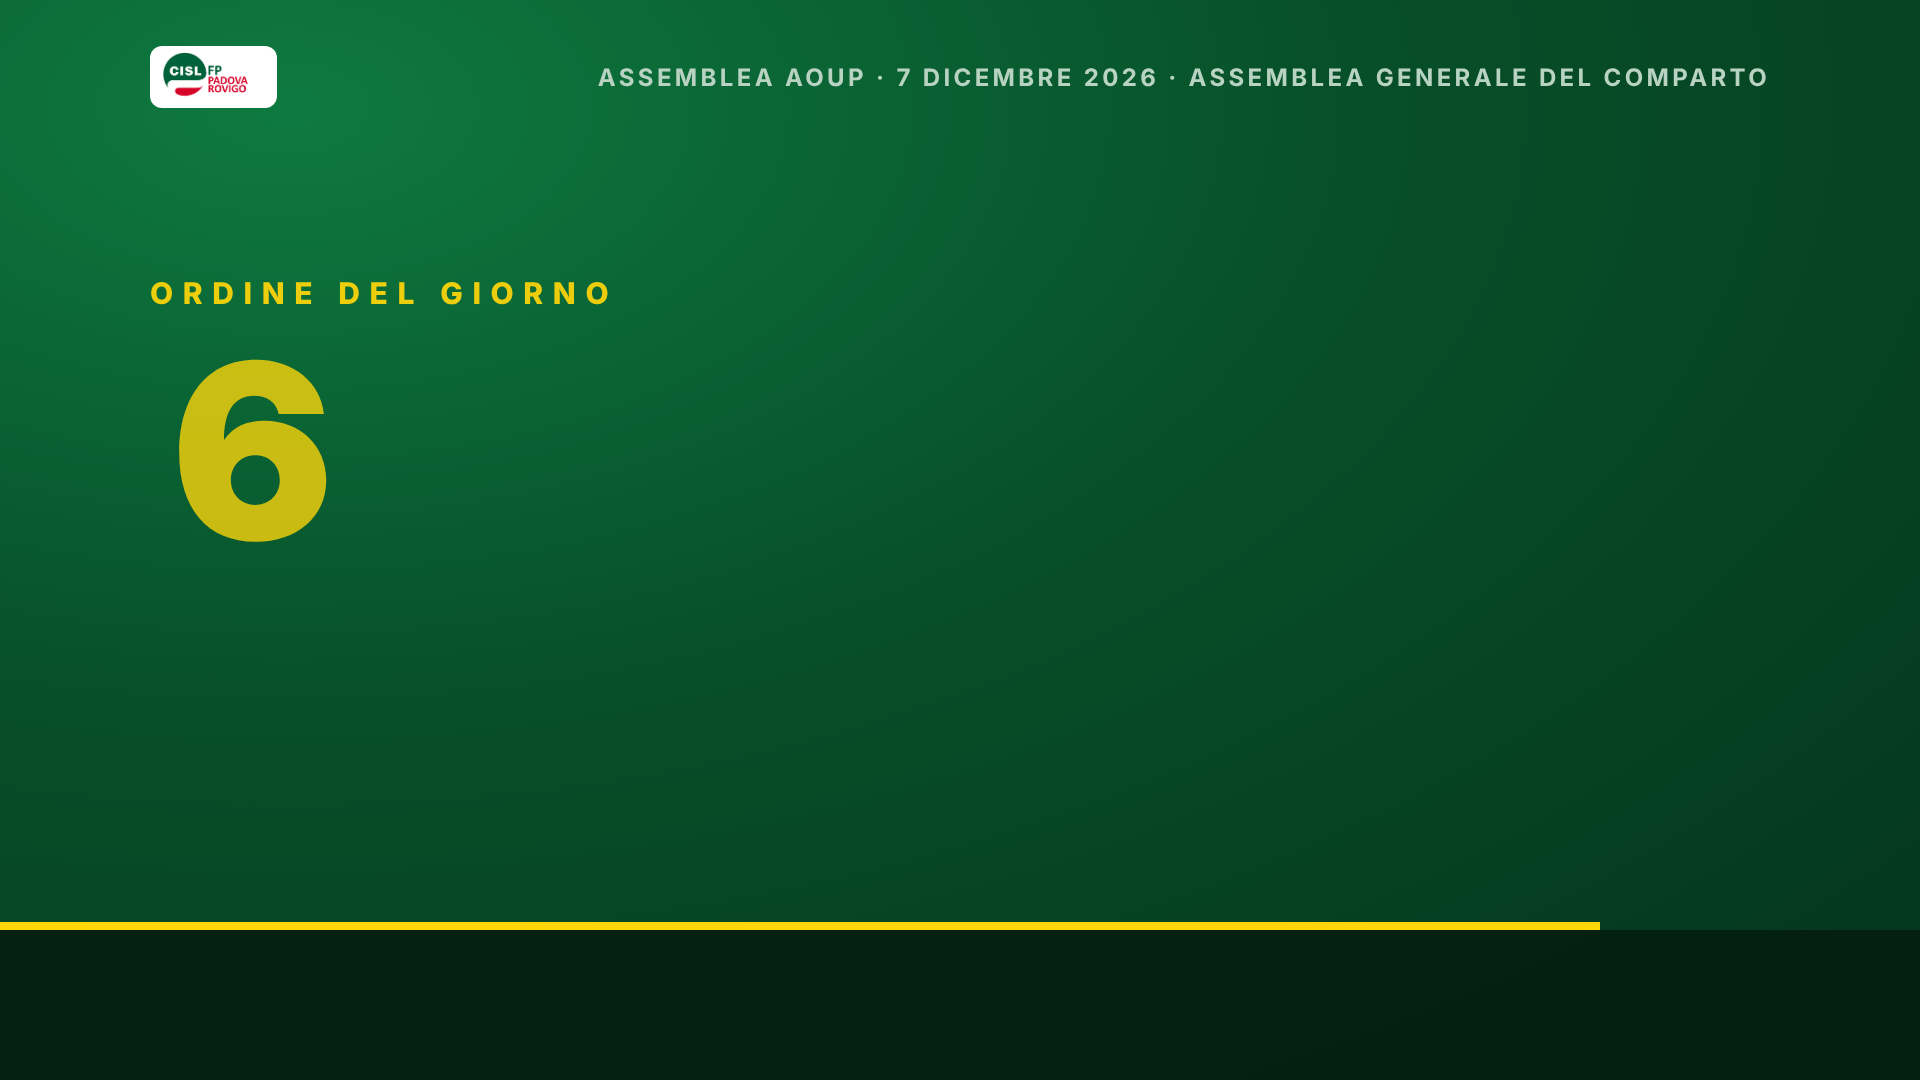 CISL FP
PADOVA
ROVIGO
ASSEMBLEA AOUP · 7 DICEMBRE 2026 · ASSEMBLEA GENERALE DEL COMPARTO
ORDINE DEL GIORNO
6